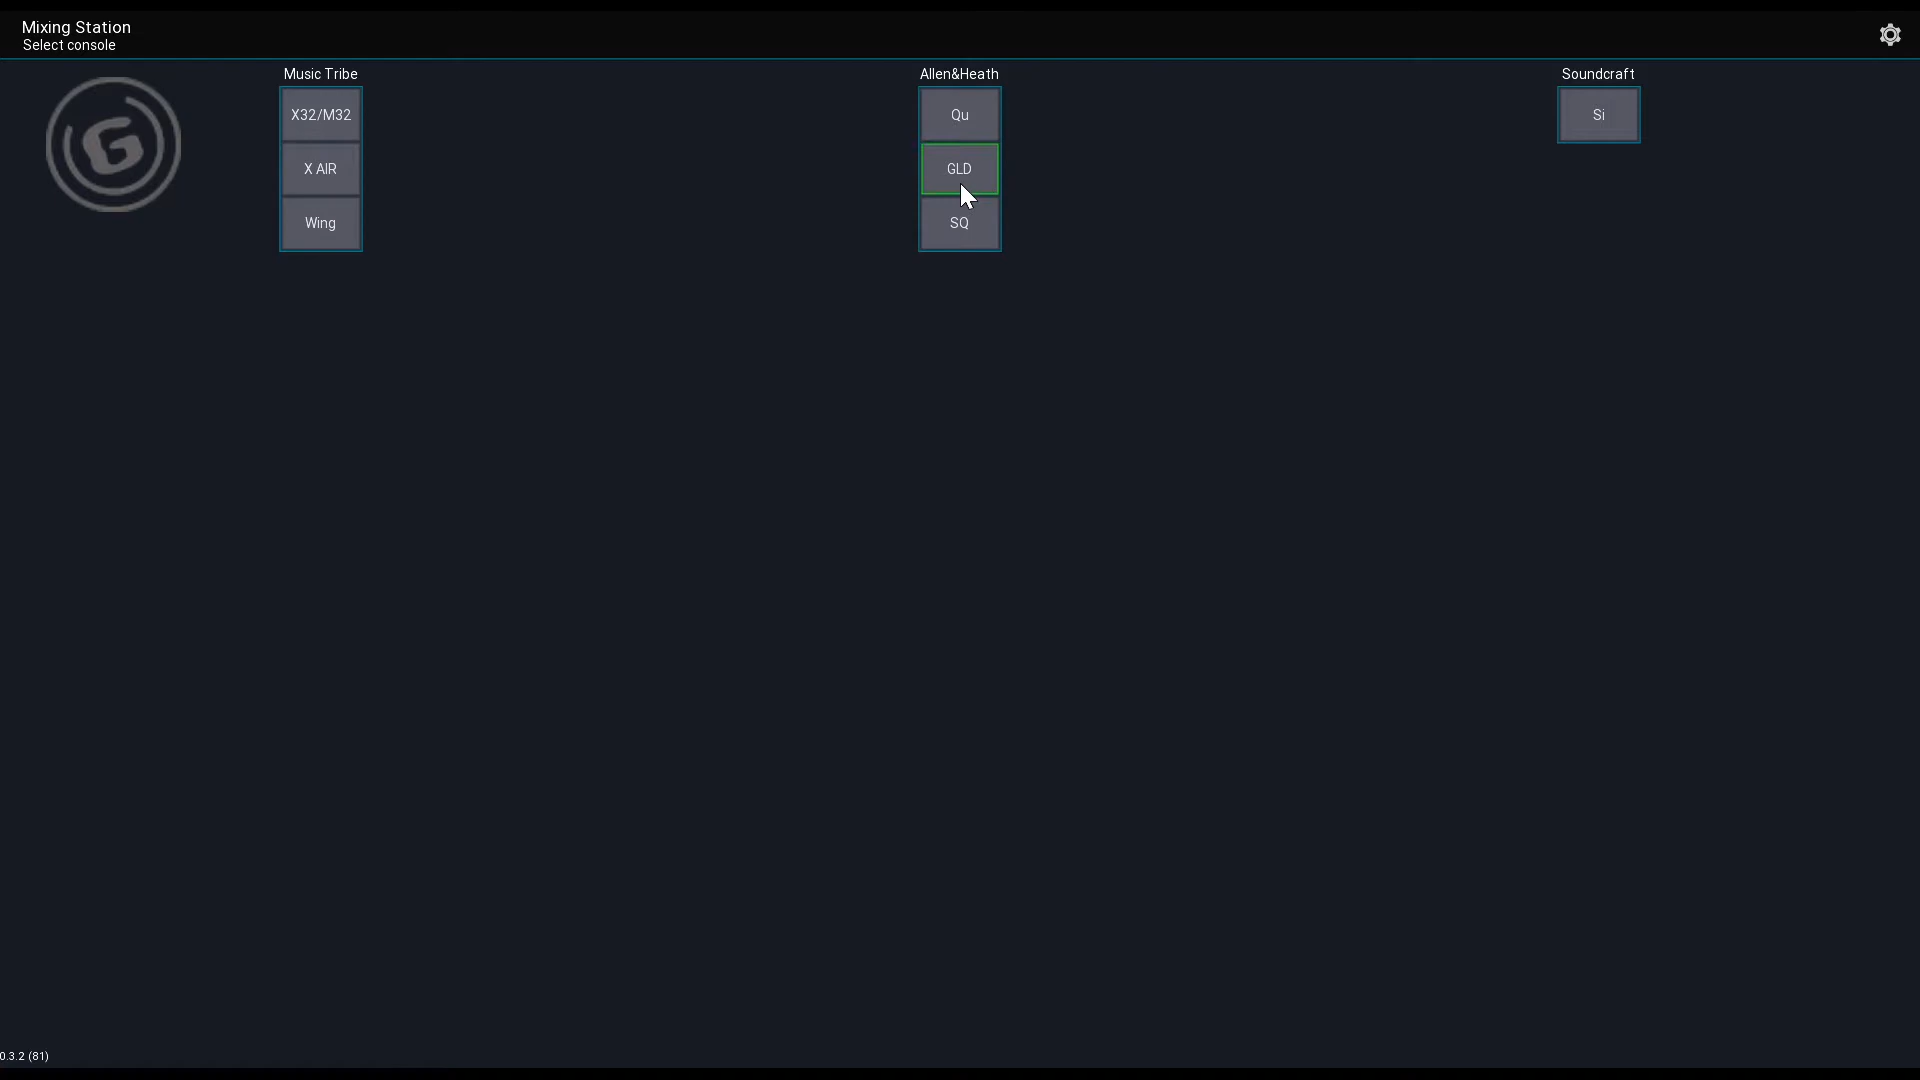 Mixing Station
Select console
Music Tribe
X32/M32
X AIR
Wing
Allen&Heath
Qu
GLD
SQ
Soundcraft
Si
0.3.2 (81)